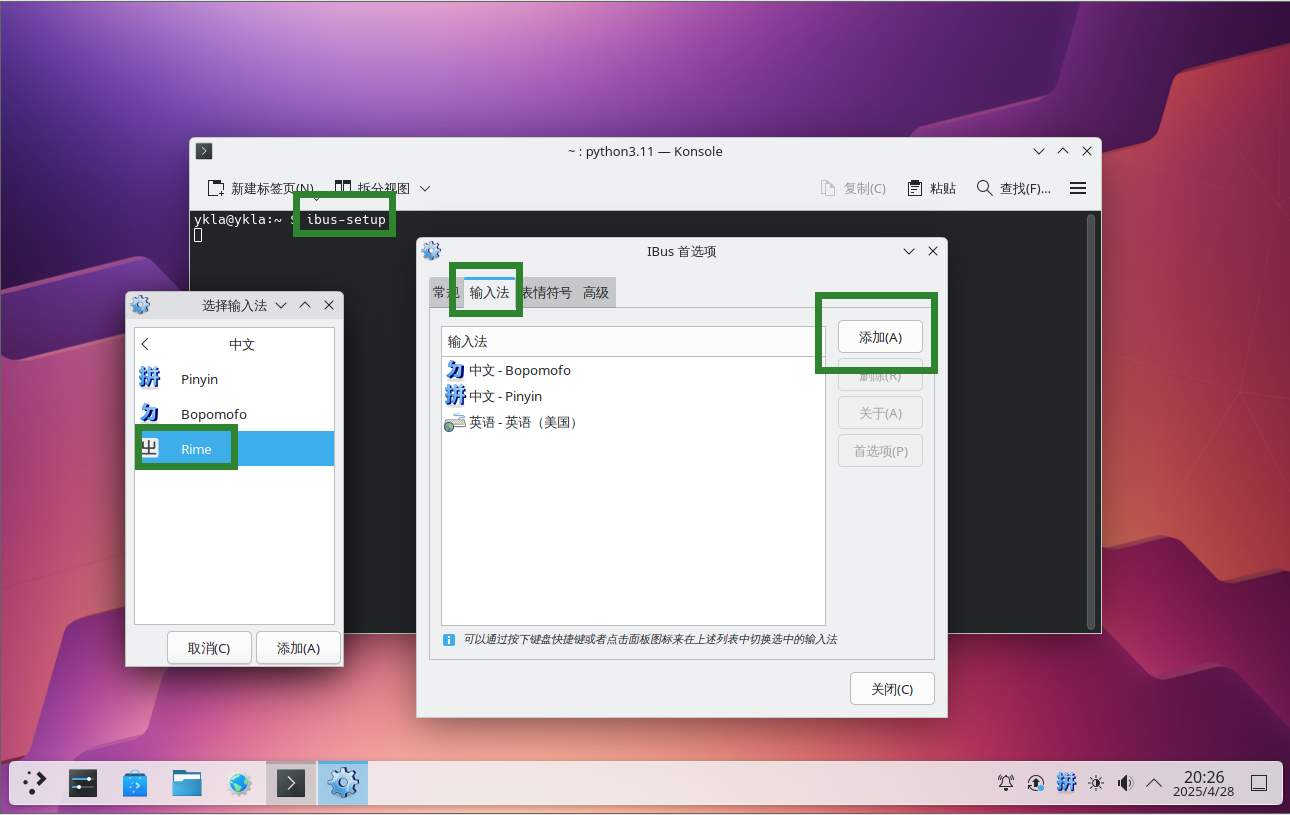 ~ : python3.11 — Konsole
新建标签页(N)
拆分视图
复制(C)
粘贴
查找(F)...
ykla@ykla:~ $ ibus-setup
选择输入法
中文
拼 Pinyin
ㄉ Bopomofo
㞢 Rime
取消(C)
添加(A)
IBus 首选项
常规
输入法
表情符号
高级
输入法
ㄉ 中文 - Bopomofo
拼 中文 - Pinyin
英语 - 英语（美国）
添加(A)
删除(R)
关于(A)
首选项(P)
可以通过按下键盘快捷键或者点击面板图标来在上述列表中切换选中的输入法
关闭(C)
拼
20:26
2025/4/28